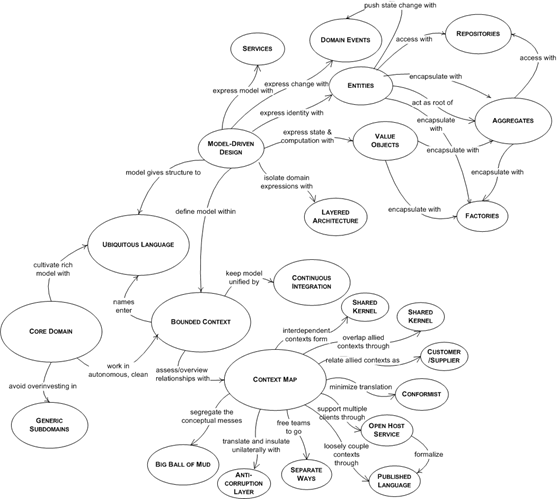 push state change with
DOMAIN EVENTS
access with
REPOSITORIES
SERVICES
access with
express change with
express model with
ENTITIES
encapsulate with
act as root of
express identity with
encapsulate
with
AGGREGATES
MODEL-DRIVEN
DESIGN
express state &
computation with
VALUE
OBJECTS
encapsulate with
encapsulate with
model gives structure to
isolate domain
expressions with
define model within
LAYERED
ARCHITECTURE
encapsulate with
FACTORIES
UBIQUITOUS LANGUAGE
cultivate rich
model with
keep model
unified by
CONTINUOUS
INTEGRATION
names
enter
CORE DOMAIN
BOUNDED CONTEXT
SHARED
KERNEL
interdependent
contexts form
overlap allied
contexts through
SHARED
KERNEL
work in
autonomous, clean
assess/overview
relationships with
CONTEXT MAP
relate allied contexts as
CUSTOMER
/SUPPLIER
avoid overinvesting in
minimize translation
CONFORMIST
GENERIC
SUBDOMAINS
segregate the
conceptual messes
free teams
to go
support multiple
clients through
OPEN HOST
SERVICE
translate and insulate
unilaterally with
loosely couple
contexts
through
formalize
BIG BALL OF MUD
ANTI-
CORRUPTION
LAYER
SEPARATE
WAYS
PUBLISHED
LANGUAGE